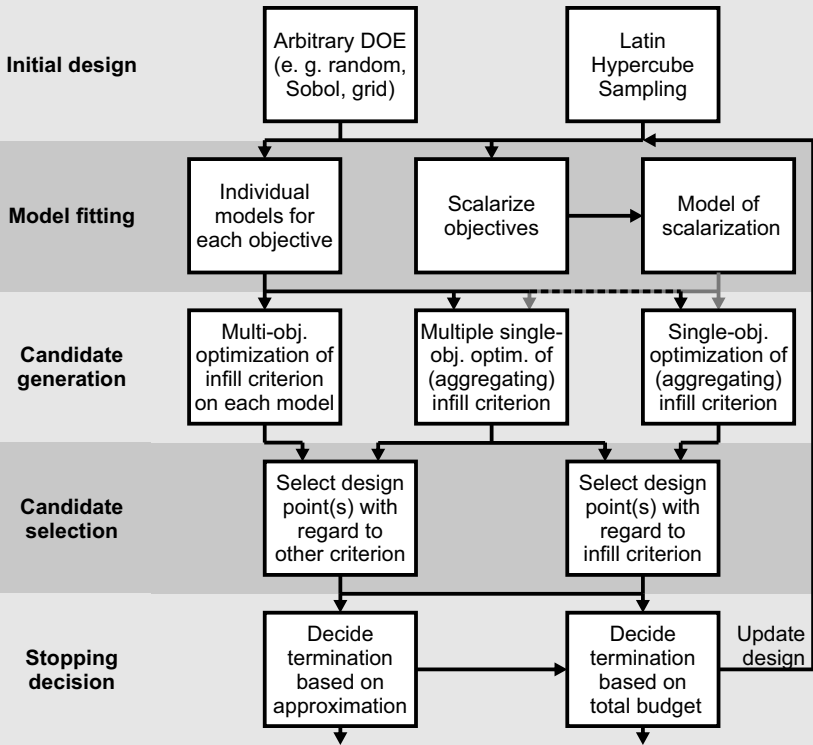 Initial design
Arbitrary DOE
(e. g. random,
Sobol, grid)
Latin
Hypercube
Sampling
Model fitting
Individual
models for
each objective
Scalarize
objectives
Model of
scalarization
Candidate
generation
Multi-obj.
optimization of
infill criterion
on each model
Multiple single-
obj. optim. of
(aggregating)
infill criterion
Single-obj.
optimization of
(aggregating)
infill criterion
Candidate
selection
Select design
point(s) with
regard to
other criterion
Select design
point(s) with
regard to
infill criterion
Stopping
decision
Decide
termination
based on
approximation
Decide
termination
based on
total budget
Update
design